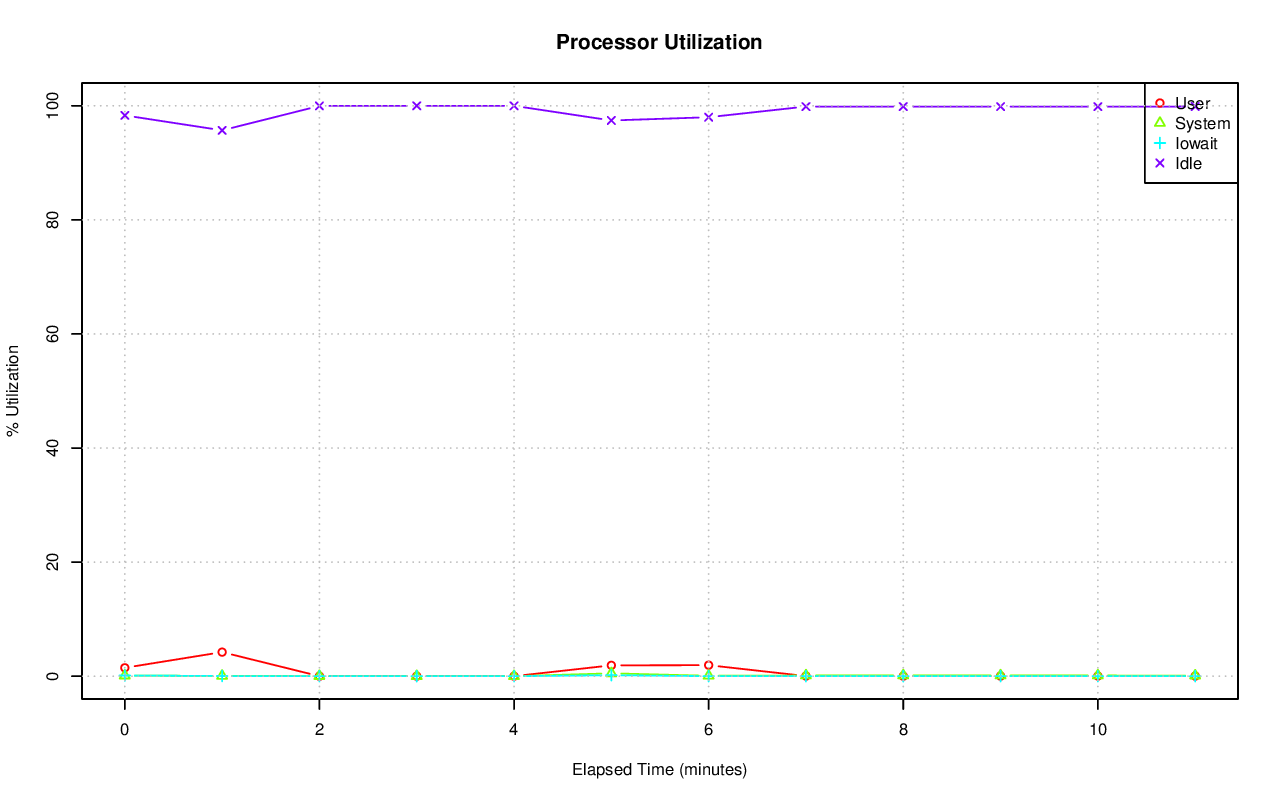 Processor Utilization
% Utilization
100
80
60
40
20
0
User
System
Iowait
Idle
0 2 4 6 8 10
Elapsed Time (minutes)